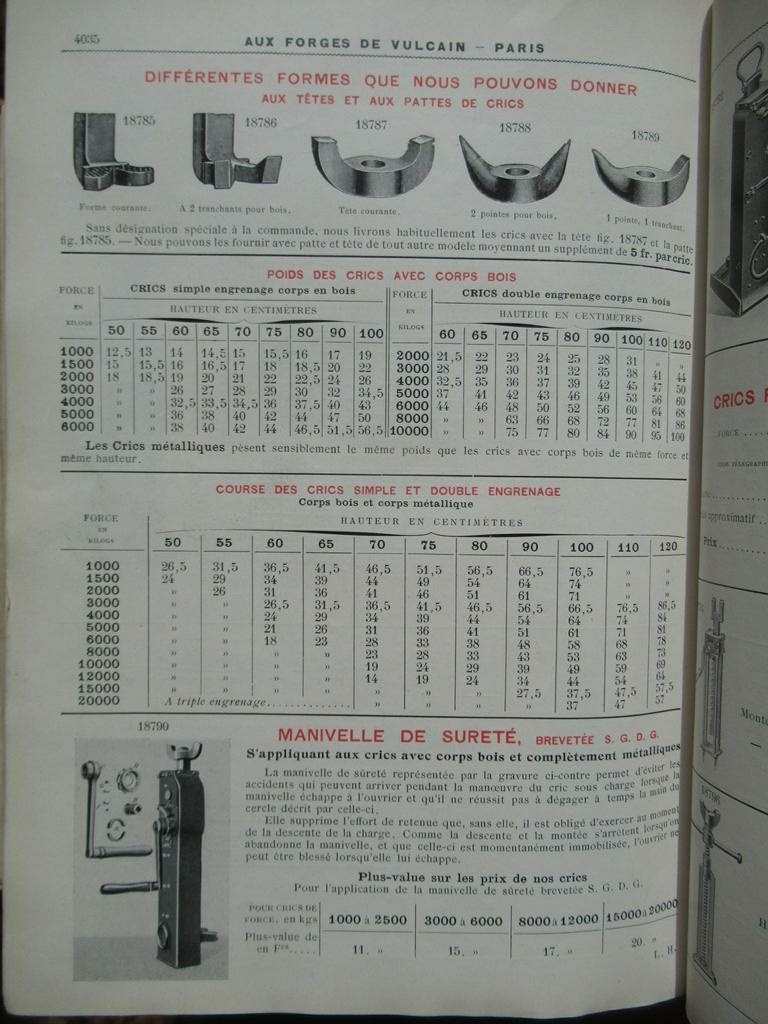 4035
AUX FORGES DE VULCAIN — PARIS
DIFFÉRENTES FORMES QUE NOUS POUVONS DONNER
AUX TÊTES ET AUX PATTES DE CRICS
18785 18786 18787 18788 18789
Forme courante. A 2 tranchants pour bois. Tête courante. 2 pointes pour bois. 1 pointe, 1 tranchant.
Sans désignation spéciale à la commande, nous livrons habituellement les crics avec la tête fig. 18787 et la patte
fig. 18785. — Nous pouvons les fournir avec patte et tête de tout autre modèle moyennant un supplément de 5 fr. par cric.
POIDS DES CRICS AVEC CORPS BOIS
FORCE EN KILOGS
CRICS simple engrenage corps en bois
HAUTEUR EN CENTIMÈTRES
50 55 60 65 70 75 80 90 100
1000 12,5 13 14 14,5 15 15,5 16 17 19
1500 15 15,5 16 16,5 17 18 18,5 20 22
2000 18 18,5 19 20 21 22 22,5 24 26
3000 » » 26 27 28 29 30 32 34,5
4000 » » 32,5 33,5 34,5 36 37,5 40 43
5000 » » 36 38 40 42 44 47 50
6000 » » 38 40 42 44 46,5 51,5 56,5
FORCE EN KILOGS
CRICS double engrenage corps en bois
HAUTEUR EN CENTIMÈTRES
60 65 70 75 80 90 100 110 120
2000 21,5 22 23 24 25 28 31 » »
3000 28 29 30 31 32 35 38 41 44
4000 32,5 35 36 37 39 42 45 47 50
5000 37 41 42 43 46 49 53 56 60
6000 44 46 48 50 52 56 60 64 68
8000 » » 63 66 68 72 77 81 86
10000 » » 75 77 80 84 90 95 100
Les Crics métalliques pèsent sensiblement le même poids que les crics avec corps bois de même force et
même hauteur.
COURSE DES CRICS SIMPLE ET DOUBLE ENGRENAGE
Corps bois et corps métallique
FORCE EN KILOGS
HAUTEUR EN CENTIMÈTRES
50 55 60 65 70 75 80 90 100 110 120
1000 26,5 31,5 36,5 41,5 46,5 51,5 56,5 66,5 76,5 » »
1500 24 29 34 39 44 49 54 64 74 » »
2000 » 26 31 36 41 46 51 61 71 » »
3000 » » 26,5 31,5 36,5 41,5 46,5 56,5 66,5 76,5 86,5
4000 » » 24 29 34 39 44 54 64 74 84
5000 » » 21 26 31 36 41 51 61 71 81
6000 » » 18 23 28 33 38 48 58 68 78
8000 » » » » 23 28 33 43 53 63 73
10000 » » » » 19 24 29 39 49 59 69
12000 » » » » 14 19 24 34 44 54 64
15000 » » » » » » » 27,5 37,5 47,5 57,5
20000 A triple engrenage.............. » » » » 37 47 57
18790
MANIVELLE DE SURETÉ, BREVETÉE S. G. D. G.
S'appliquant aux crics avec corps bois et complètement métalliques
La manivelle de sûreté représentée par la gravure ci-contre permet d'éviter les
accidents qui peuvent arriver pendant la manœuvre du cric sous charge lorsque la
manivelle échappe à l'ouvrier et qu'il ne réussit pas à dégager à temps la main du
cercle décrit par celle-ci.
Elle supprime l'effort de retenue que, sans elle, il est obligé d'exercer au moment
de la descente de la charge. Comme la descente et la montée s'arrêtent lorsqu'on
abandonne la manivelle, et que celle-ci est momentanément immobilisée, l'ouvrier ne
peut être blessé lorsqu'elle lui échappe.
Plus-value sur les prix de nos crics
Pour l'application de la manivelle de sûreté brevetée S. G. D. G.
POUR CRICS DE FORCE, en kgs 1000 à 2500 3000 à 6000 8000 à 12000 15000 à 20000
Plus-value de en Fcs..... 11. » 15. » 17. » 20. »
L. H.
CRICS
FORCE
approximatif
Prix
Mont
18796